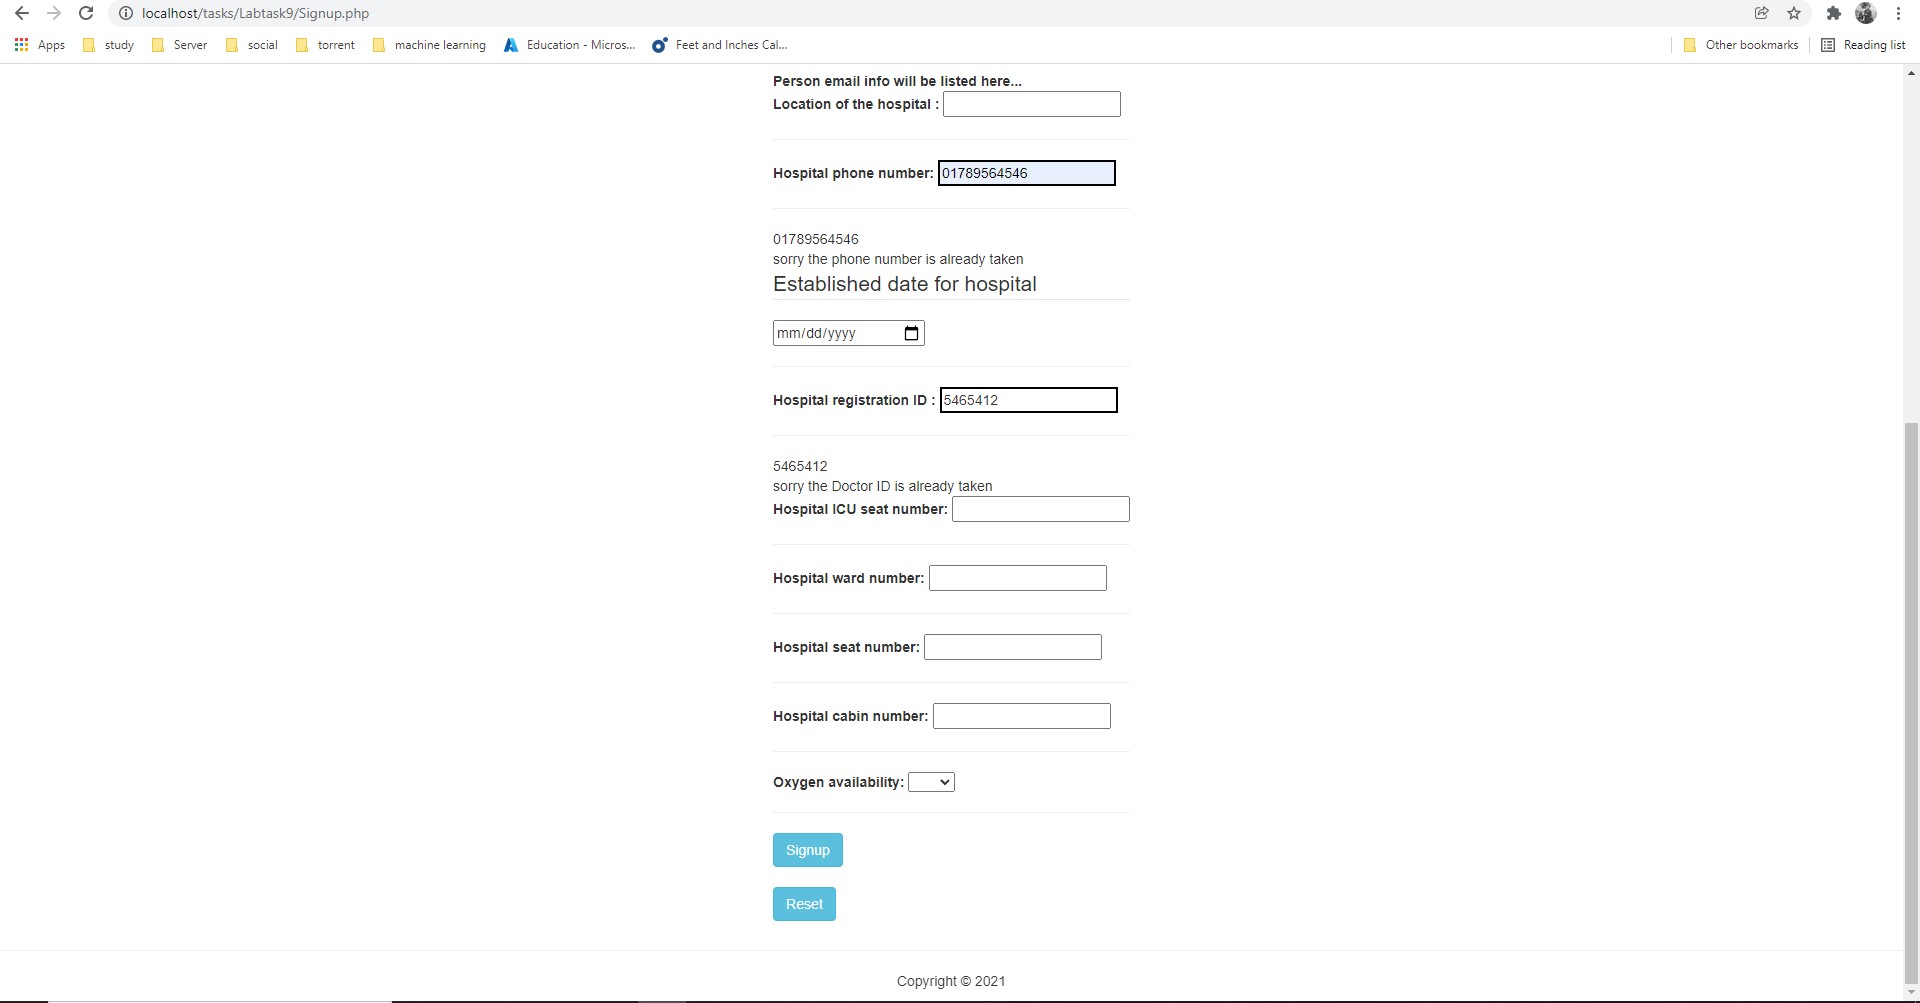 localhost/tasks/Labtask9/Signup.php
Apps study Server social torrent machine learning Education - Micros... Feet and Inches Cal... Other bookmarks Reading list
Person email info will be listed here...
Location of the hospital :
Hospital phone number: 01789564546
01789564546
sorry the phone number is already taken
Established date for hospital
mm/dd/yyyy
Hospital registration ID : 5465412
5465412
sorry the Doctor ID is already taken
Hospital ICU seat number:
Hospital ward number:
Hospital seat number:
Hospital cabin number:
Oxygen availability:
Signup
Reset
Copyright © 2021